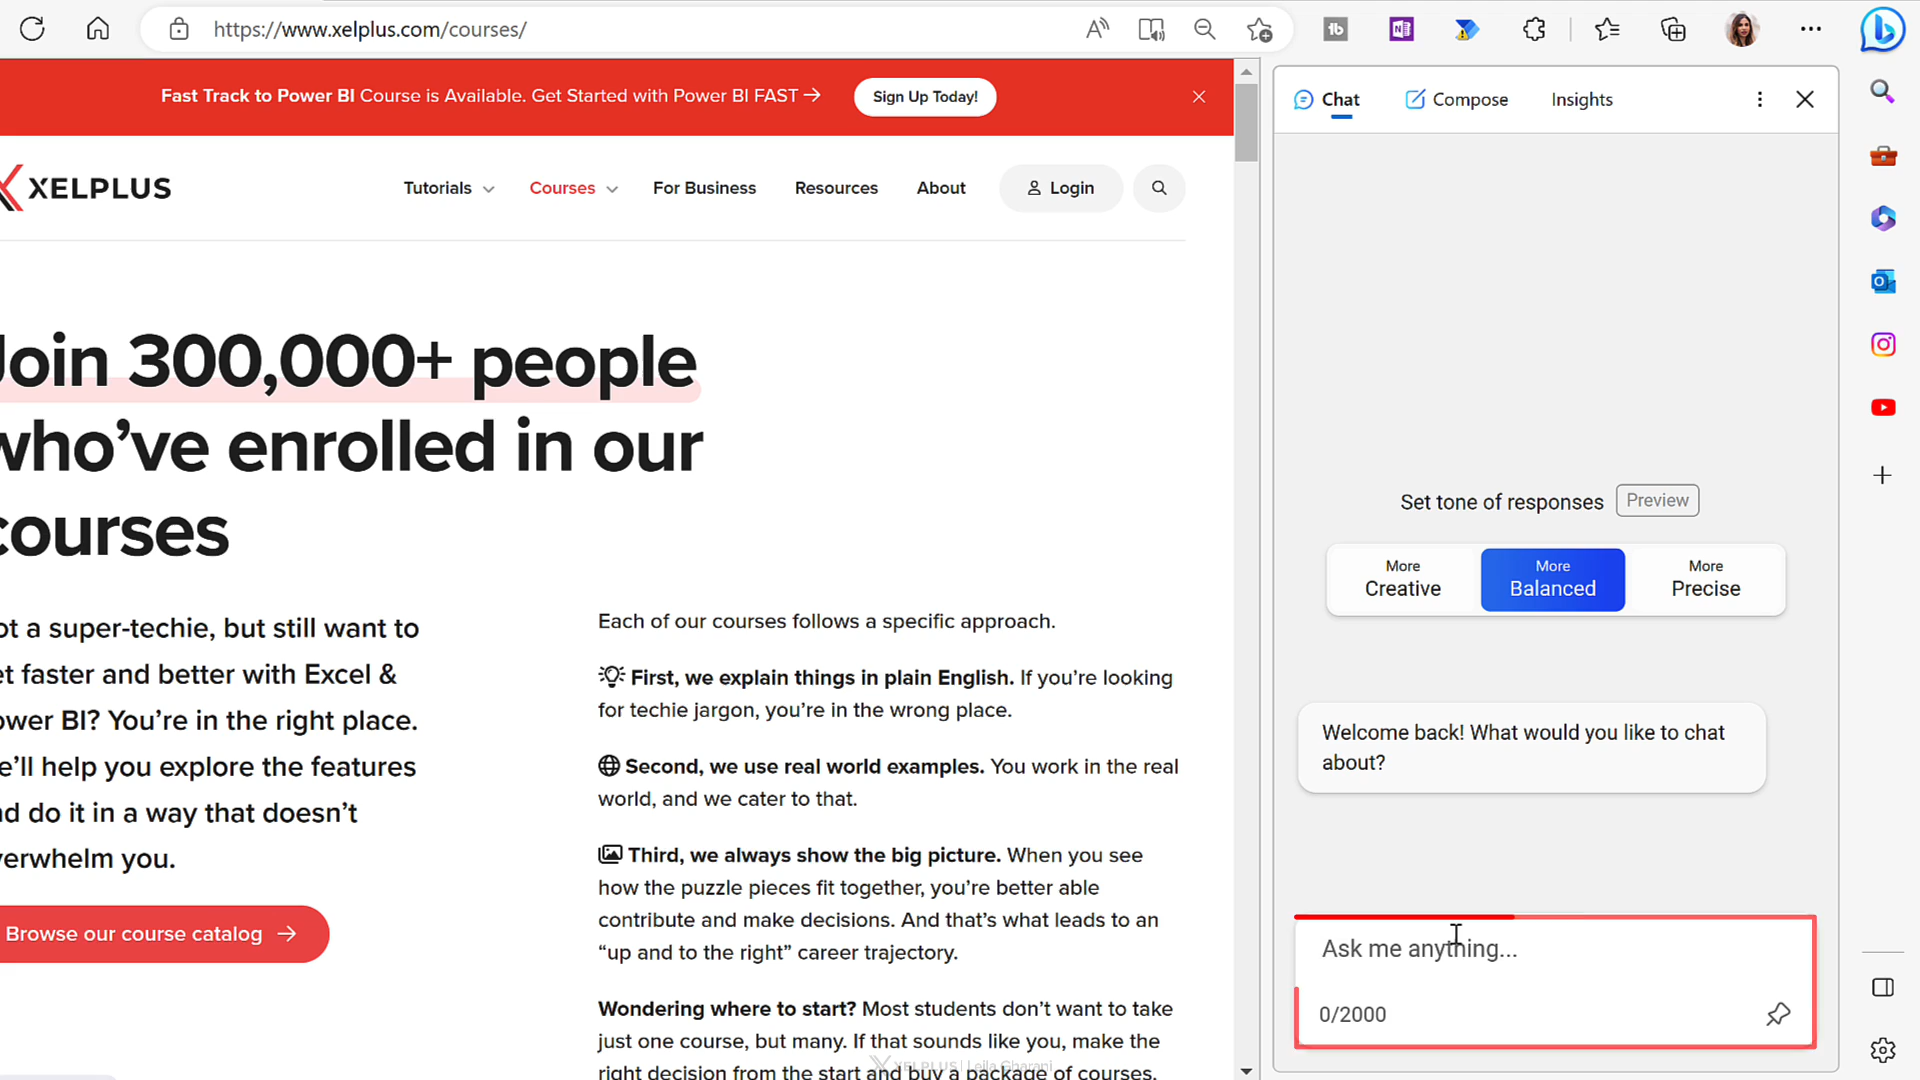 https://www.xelplus.com/courses/
Fast Track to Power BI Course is Available. Get Started with Power BI FAST →
Sign Up Today!
XELPLUS
Tutorials
Courses
For Business
Resources
About
Login
Join 300,000+ people
who’ve enrolled in our
courses
ot a super-techie, but still want to
et faster and better with Excel &
ower BI? You’re in the right place.
e’ll help you explore the features
nd do it in a way that doesn’t
verwhelm you.
Browse our course catalog →
Each of our courses follows a specific approach.
First, we explain things in plain English. If you’re looking
for techie jargon, you’re in the wrong place.
Second, we use real world examples. You work in the real
world, and we cater to that.
Third, we always show the big picture. When you see
how the puzzle pieces fit together, you’re better able
contribute and make decisions. And that’s what leads to an
“up and to the right” career trajectory.
Wondering where to start? Most students don’t want to take
just one course, but many. If that sounds like you, make the
right decision from the start and buy a package of courses.
XELPLUS | Leila Gharani
Chat
Compose
Insights
Set tone of responses
Preview
More
Creative
More
Balanced
More
Precise
Welcome back! What would you like to chat
about?
Ask me anything...
0/2000